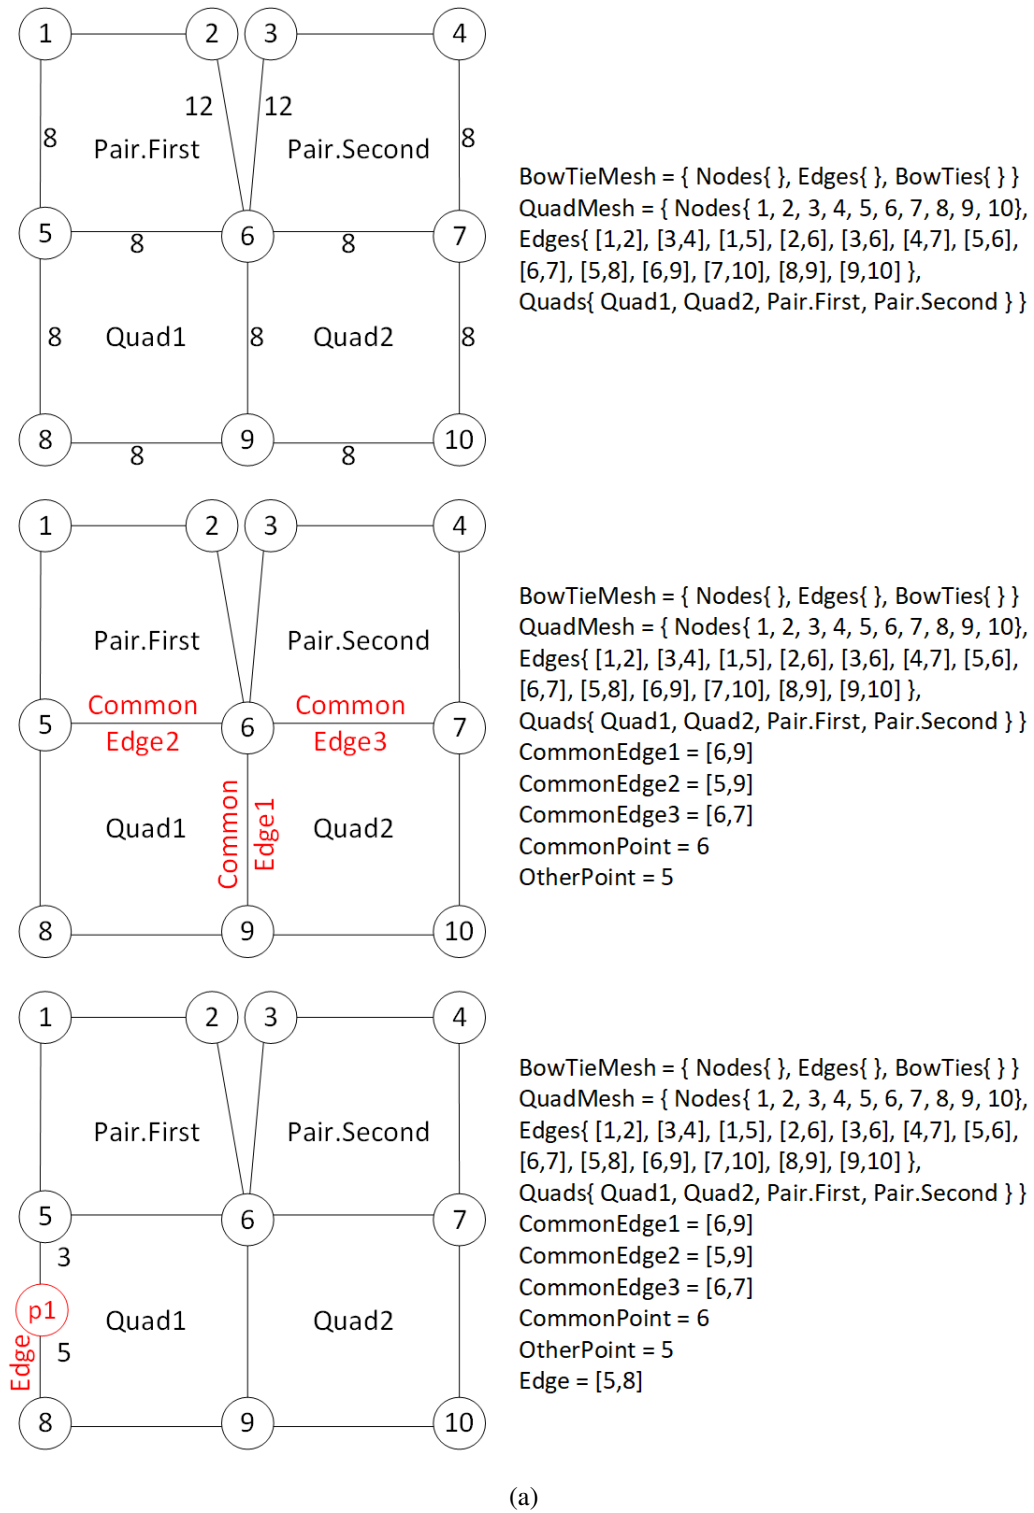 1
2
3
4
12
12
8
Pair.First
Pair.Second
8
5
8
6
8
7
8
Quad1
8
Quad2
8
8
8
9
8
10
BowTieMesh = { Nodes{ }, Edges{ }, BowTies{ } }
QuadMesh = { Nodes{ 1, 2, 3, 4, 5, 6, 7, 8, 9, 10},
Edges{ [1,2], [3,4], [1,5], [2,6], [3,6], [4,7], [5,6],
[6,7], [5,8], [6,9], [7,10], [8,9], [9,10] },
Quads{ Quad1, Quad2, Pair.First, Pair.Second } }
1
2
3
4
Pair.First
Pair.Second
5
Common
Edge2
6
Common
Edge3
7
Quad1
Common
Edge1
Quad2
8
9
10
BowTieMesh = { Nodes{ }, Edges{ }, BowTies{ } }
QuadMesh = { Nodes{ 1, 2, 3, 4, 5, 6, 7, 8, 9, 10},
Edges{ [1,2], [3,4], [1,5], [2,6], [3,6], [4,7], [5,6],
[6,7], [5,8], [6,9], [7,10], [8,9], [9,10] },
Quads{ Quad1, Quad2, Pair.First, Pair.Second } }
CommonEdge1 = [6,9]
CommonEdge2 = [5,9]
CommonEdge3 = [6,7]
CommonPoint = 6
OtherPoint = 5
1
2
3
4
Pair.First
Pair.Second
5
6
7
3
p1
Quad1
Quad2
Edge
5
8
9
10
BowTieMesh = { Nodes{ }, Edges{ }, BowTies{ } }
QuadMesh = { Nodes{ 1, 2, 3, 4, 5, 6, 7, 8, 9, 10},
Edges{ [1,2], [3,4], [1,5], [2,6], [3,6], [4,7], [5,6],
[6,7], [5,8], [6,9], [7,10], [8,9], [9,10] },
Quads{ Quad1, Quad2, Pair.First, Pair.Second } }
CommonEdge1 = [6,9]
CommonEdge2 = [5,9]
CommonEdge3 = [6,7]
CommonPoint = 6
OtherPoint = 5
Edge = [5,8]
(a)